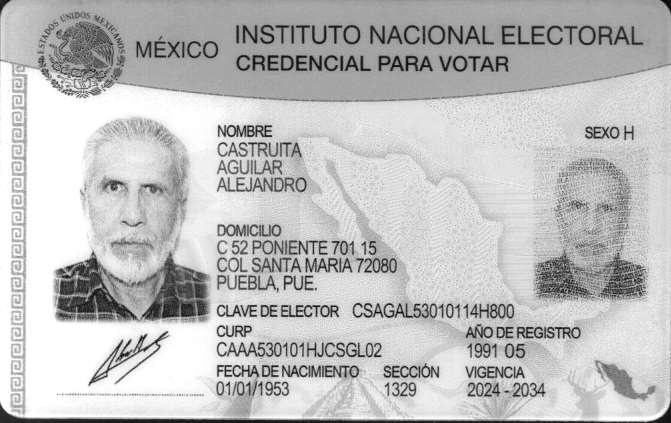 ESTADOS UNIDOS MEXICANOS
MÉXICO
INSTITUTO NACIONAL ELECTORAL
CREDENCIAL PARA VOTAR
NOMBRE
CASTRUITA
AGUILAR
ALEJANDRO
SEXO H
DOMICILIO
C 52 PONIENTE 701 15
COL SANTA MARIA 72080
PUEBLA, PUE.
CLAVE DE ELECTOR CSAGAL53010114H800
CURP
CAAA530101HJCSGL02
AÑO DE REGISTRO
1991 05
FECHA DE NACIMIENTO
01/01/1953
SECCIÓN
1329
VIGENCIA
2024 - 2034